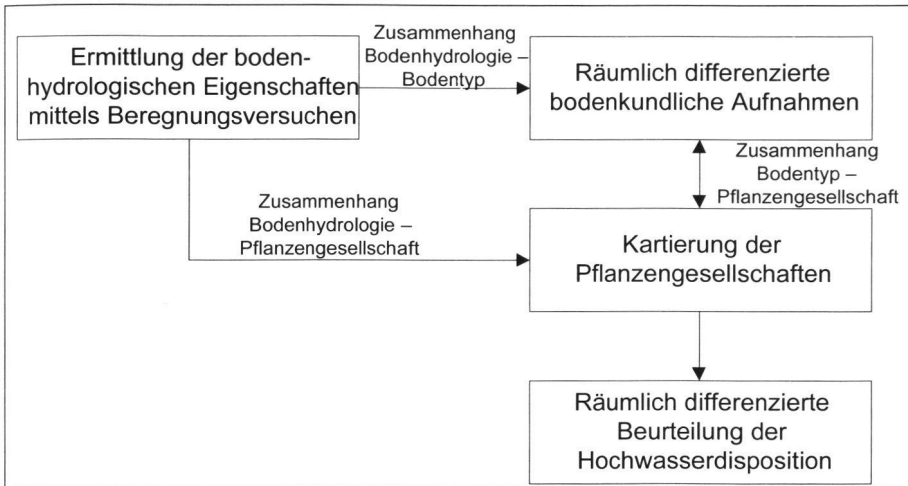 Ermittlung der boden-
hydrologischen Eigenschaften
mittels Beregnungsversuchen
Zusammenhang
Bodenhydrologie –
Bodentyp
Räumlich differenzierte
bodenkundliche Aufnahmen
Zusammenhang
Bodentyp –
Pflanzengesellschaft
Zusammenhang
Bodenhydrologie –
Pflanzengesellschaft
Kartierung der
Pflanzengesellschaften
Räumlich differenzierte
Beurteilung der
Hochwasserdisposition